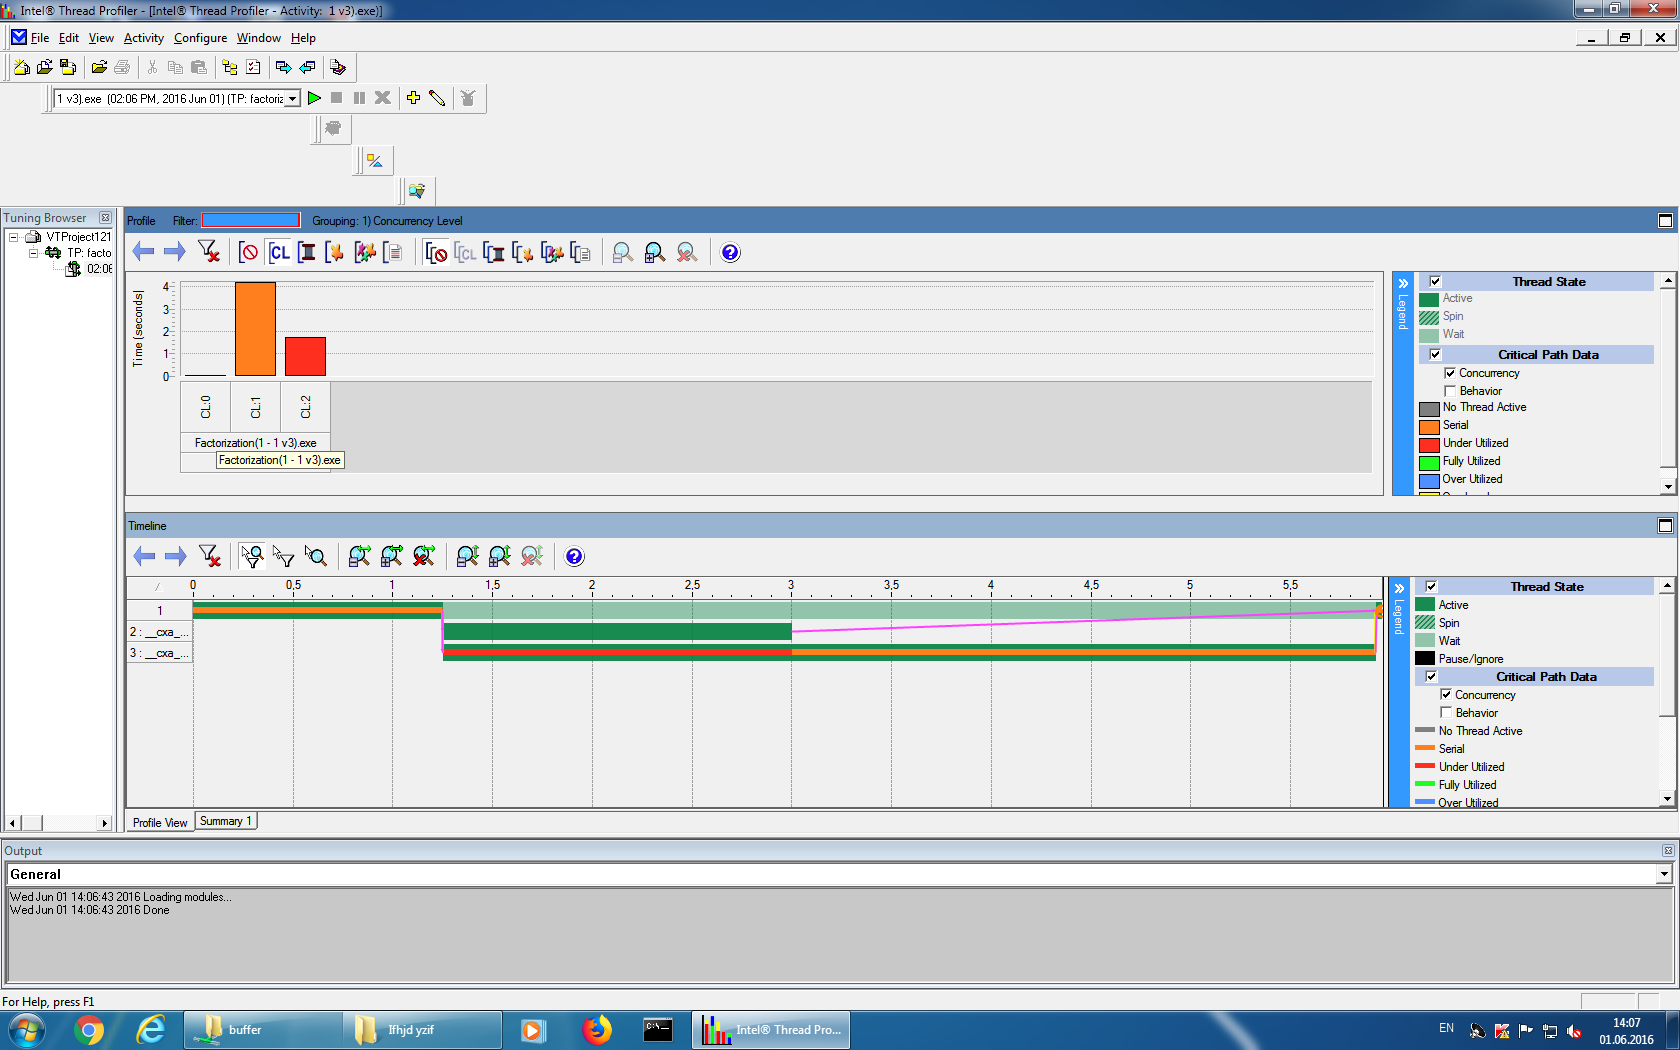 Intel® Thread Profiler - [Intel® Thread Profiler - Activity:  1 v3).exe)]
File Edit View Activity Configure Window Help
1 v3).exe  (02:06 PM, 2016 Jun 01) (TP: factoriz
Tuning Browser
VTProject121
TP: facto
02:06
Profile Filter: Grouping: 1) Concurrency Level
CL CL
Time (seconds)
4
3
2
1
0
CL:0 CL:1 CL:2
Factorization(1 - 1 v3).exe
Factorization(1 - 1 v3).exe
Legend
Thread State
Active
Spin
Wait
Critical Path Data
Concurrency
Behavior
No Thread Active
Serial
Under Utilized
Fully Utilized
Over Utilized
Timeline
0 0,5 1 1,5 2 2,5 3 3,5 4 4,5 5 5,5
1
2 : __cxa_...
3 : __cxa_...
Legend
Thread State
Active
Spin
Wait
Pause/Ignore
Critical Path Data
Concurrency
Behavior
No Thread Active
Serial
Under Utilized
Fully Utilized
Over Utilized
Profile View Summary 1
Output
General
Wed Jun 01 14:06:43 2016 Loading modules...
Wed Jun 01 14:06:43 2016 Done
For Help, press F1
buffer Ifhjd yzif Intel® Thread Pro... EN 14:07
01.06.2016